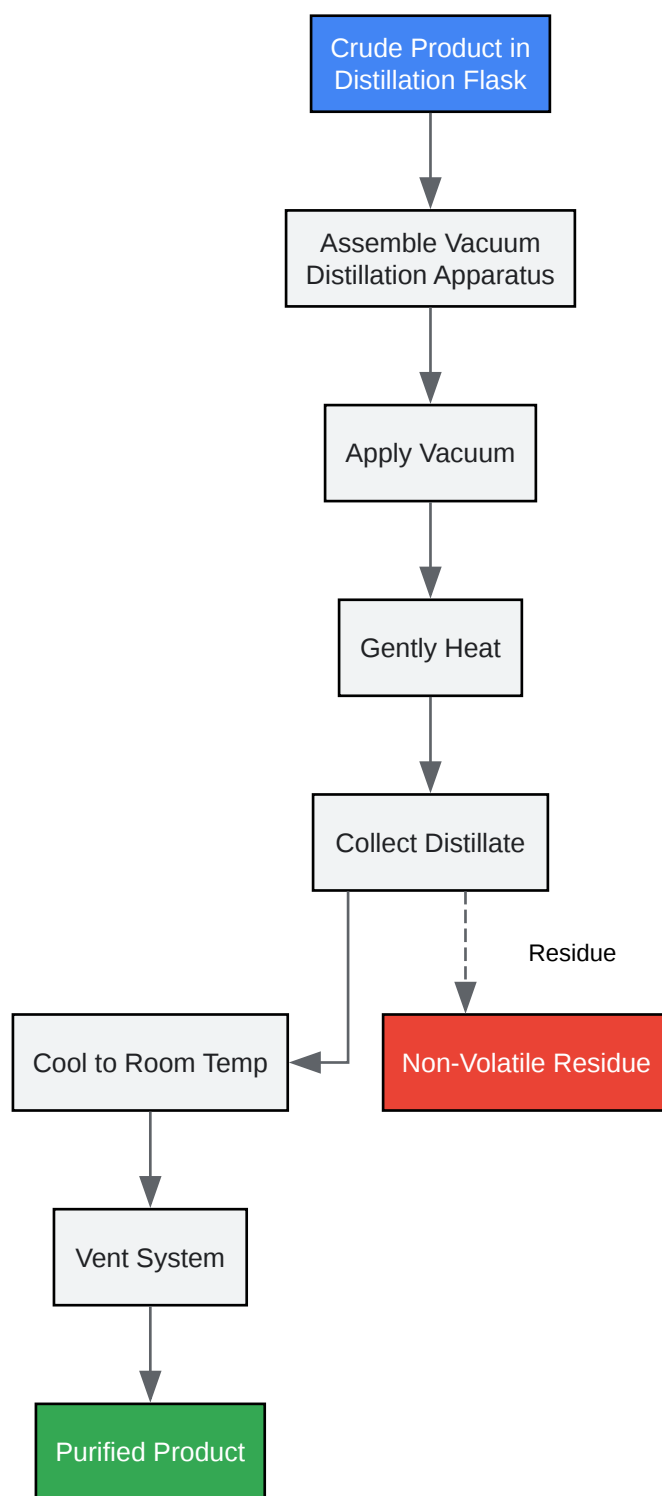 Crude Product in
Distillation Flask
Assemble Vacuum
Distillation Apparatus
Apply Vacuum
Gently Heat
Collect Distillate
Residue
Cool to Room Temp
Non-Volatile Residue
Vent System
Purified Product